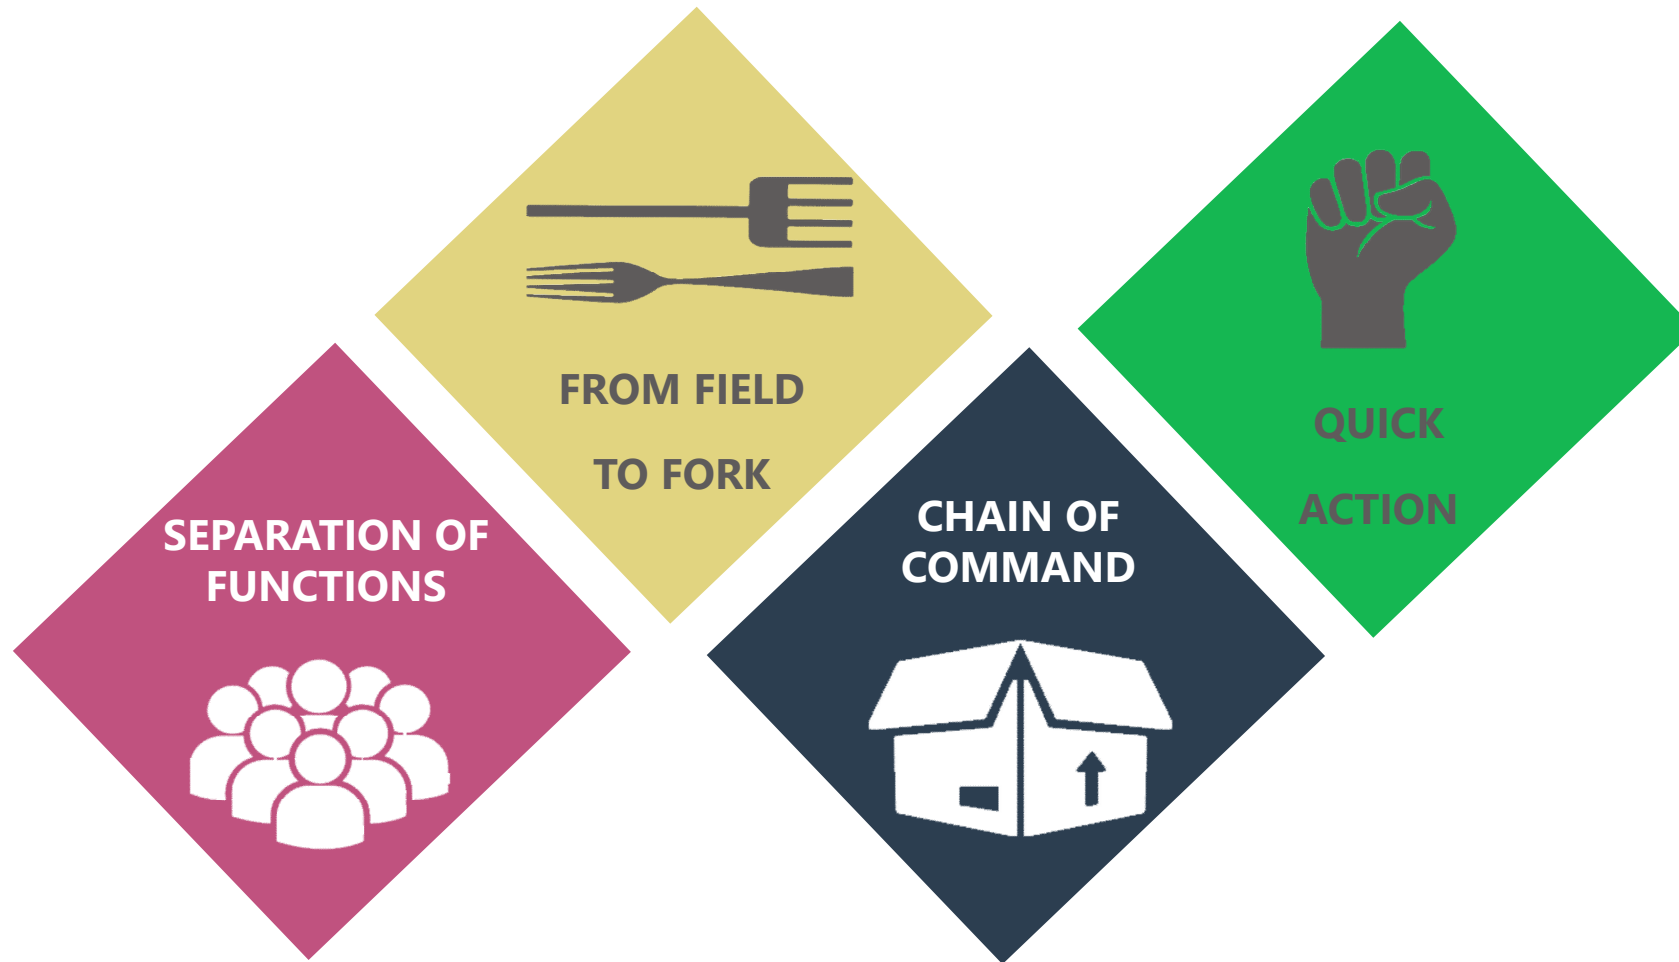 SEPARATION OF
FUNCTIONS
FROM FIELD
TO FORK
CHAIN OF
COMMAND
QUICK
ACTION